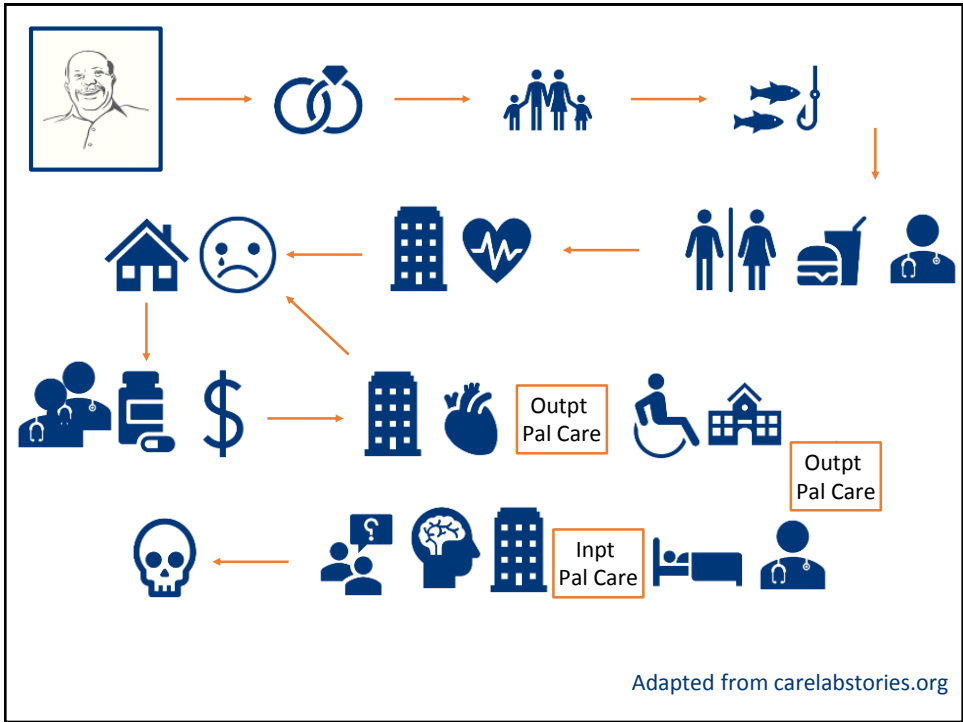 Outpt
Pal Care
Outpt
Pal Care
Inpt
Pal Care
Adapted from carelabstories.org